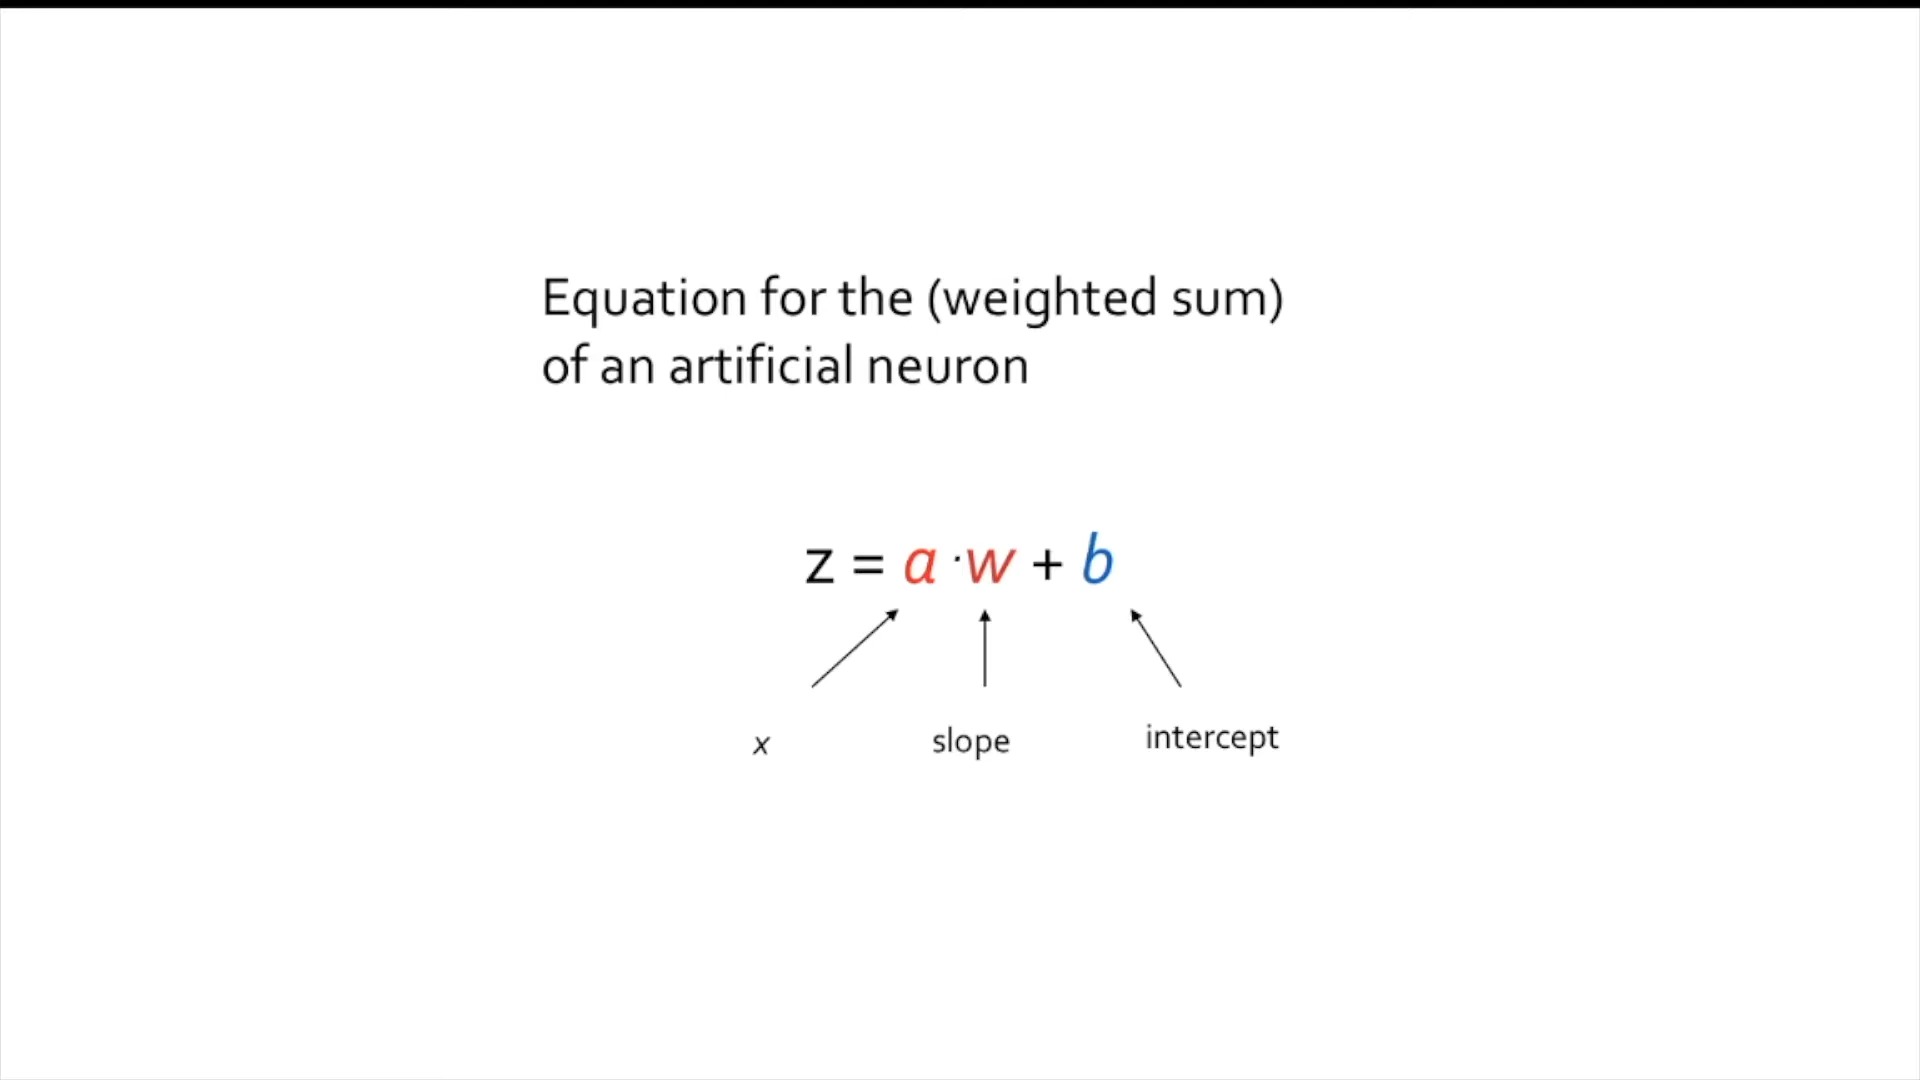 Equation for the (weighted sum)
of an artificial neuron
z = a · w + b
x slope intercept